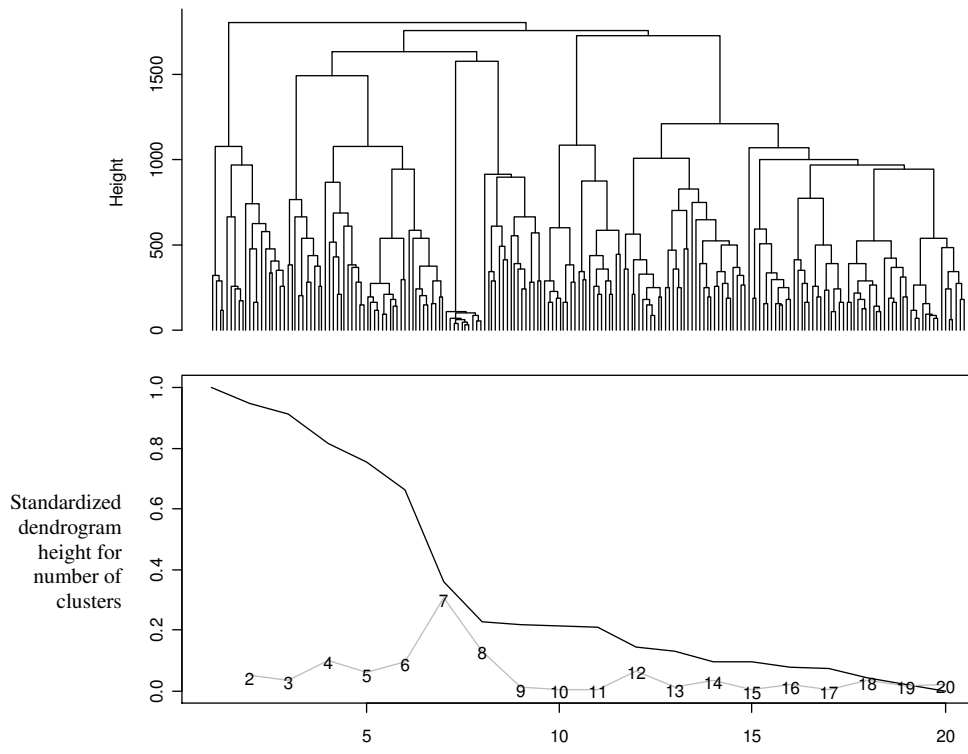 Height
1500
1000
500
0
Standardized
dendrogram
height for
number of
clusters
1.0
0.8
0.6
0.4
0.2
0.0
2 3 4 5 6 7 8 9 10 11 12 13 14 15 16 17 18 19 20
5 10 15 20